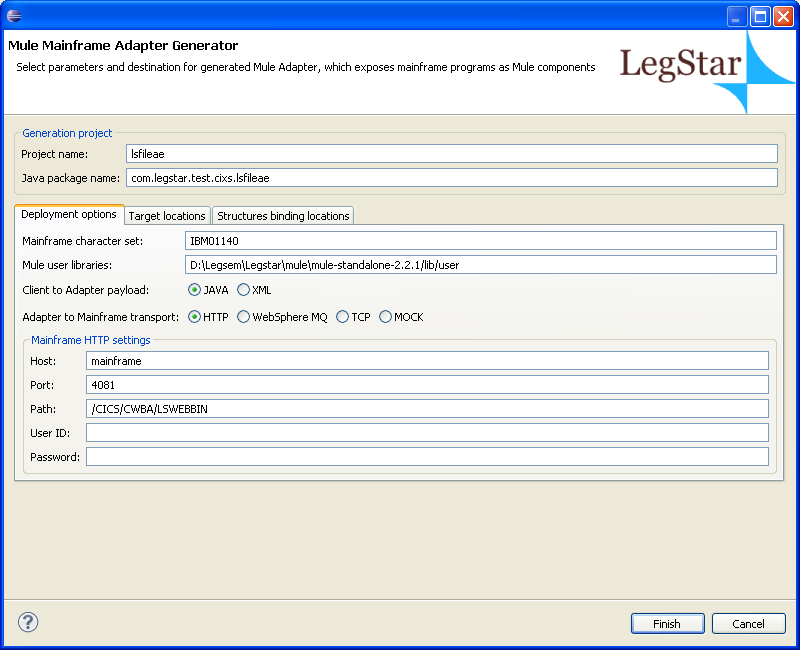 Mule Mainframe Adapter Generator
Select parameters and destination for generated Mule Adapter, which exposes mainframe programs as Mule components
LegStar
Generation project
Project name: lsfileae
Java package name: com.legstar.test.cixs.lsfileae
Deployment options Target locations Structures binding locations
Mainframe character set: IBM01140
Mule user libraries: D:\Legsem\Legstar\mule\mule-standalone-2.2.1/lib/user
Client to Adapter payload: JAVA XML
Adapter to Mainframe transport: HTTP WebSphere MQ TCP MOCK
Mainframe HTTP settings
Host: mainframe
Port: 4081
Path: /CICS/CWBA/LSWEBBIN
User ID:
Password:
? Finish Cancel